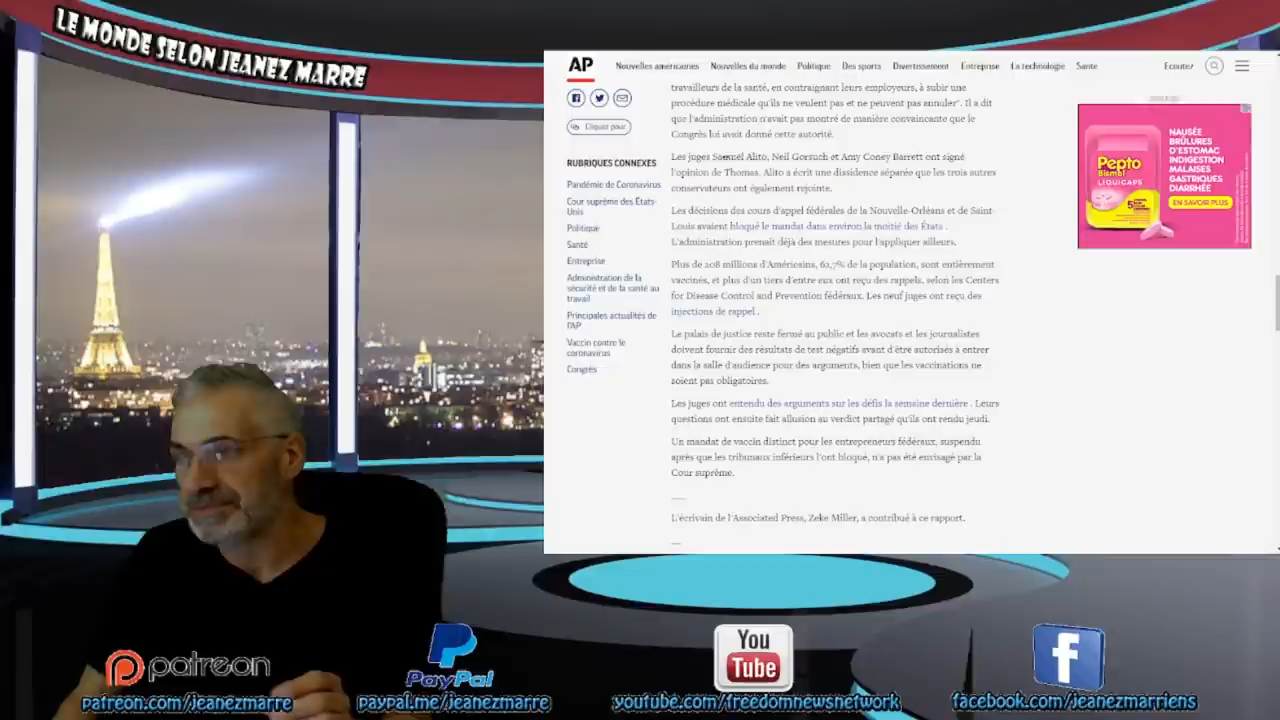 LE MONDE SELON JEANEZ MARRE
AP
Nouvelles américaines Nouvelles du monde Politique Des sports Divertissement Entreprise La technologie Santé Écoutez
Cliquez pour
RUBRIQUES CONNEXES
Pandémie de Coronavirus
Cour suprême des États-
Unis
Politique
Santé
Entreprise
Administration de la
sécurité et de la santé au
travail
Principales actualités de
l'AP
Vaccin contre le
coronavirus
Congrès
travailleurs de la santé, en contraignant leurs employeurs, à subir une
procédure médicale qu'ils ne veulent pas et ne peuvent pas annuler". Il a dit
que l'administration n'avait pas montré de manière convaincante que le
Congrès lui avait donné cette autorité.
Les juges Samuel Alito, Neil Gorsuch et Amy Coney Barrett ont signé
l'opinion de Thomas. Alito a écrit une dissidence séparée que les trois autres
conservateurs ont également rejointe.
Les décisions des cours d'appel fédérales de la Nouvelle-Orléans et de Saint-
Louis avaient bloqué le mandat dans environ la moitié des États .
L'administration prenait déjà des mesures pour l'appliquer ailleurs.
Plus de 208 millions d'Américains, 62,7% de la population, sont entièrement
vaccinés, et plus d'un tiers d'entre eux ont reçu des rappels, selon les Centers
for Disease Control and Prevention fédéraux. Les neuf juges ont reçu des
injections de rappel .
Le palais de justice reste fermé au public et les avocats et les journalistes
doivent fournir des résultats de test négatifs avant d'être autorisés à entrer
dans la salle d'audience pour des arguments, bien que les vaccinations ne
soient pas obligatoires.
Les juges ont entendu des arguments sur les défis la semaine dernière . Leurs
questions ont ensuite fait allusion au verdict partagé qu'ils ont rendu jeudi.
Un mandat de vaccin distinct pour les entrepreneurs fédéraux, suspendu
après que les tribunaux inférieurs l'ont bloqué, n'a pas été envisagé par la
Cour suprême.
L'écrivain de l'Associated Press, Zeke Miller, a contribué à ce rapport.
Pepto
Bismol
LIQUICAPS
5
NAUSÉE
BRÛLURES
D'ESTOMAC
INDIGESTION
MALAISES
GASTRIQUES
DIARRHÉE
EN SAVOIR PLUS
patreon
patreon.com/jeanezmarre
PayPal
paypal.me/jeanezmarre
You
Tube
youtube.com/freedomnewsnetwork
f
facebook.com/jeanezmarriens